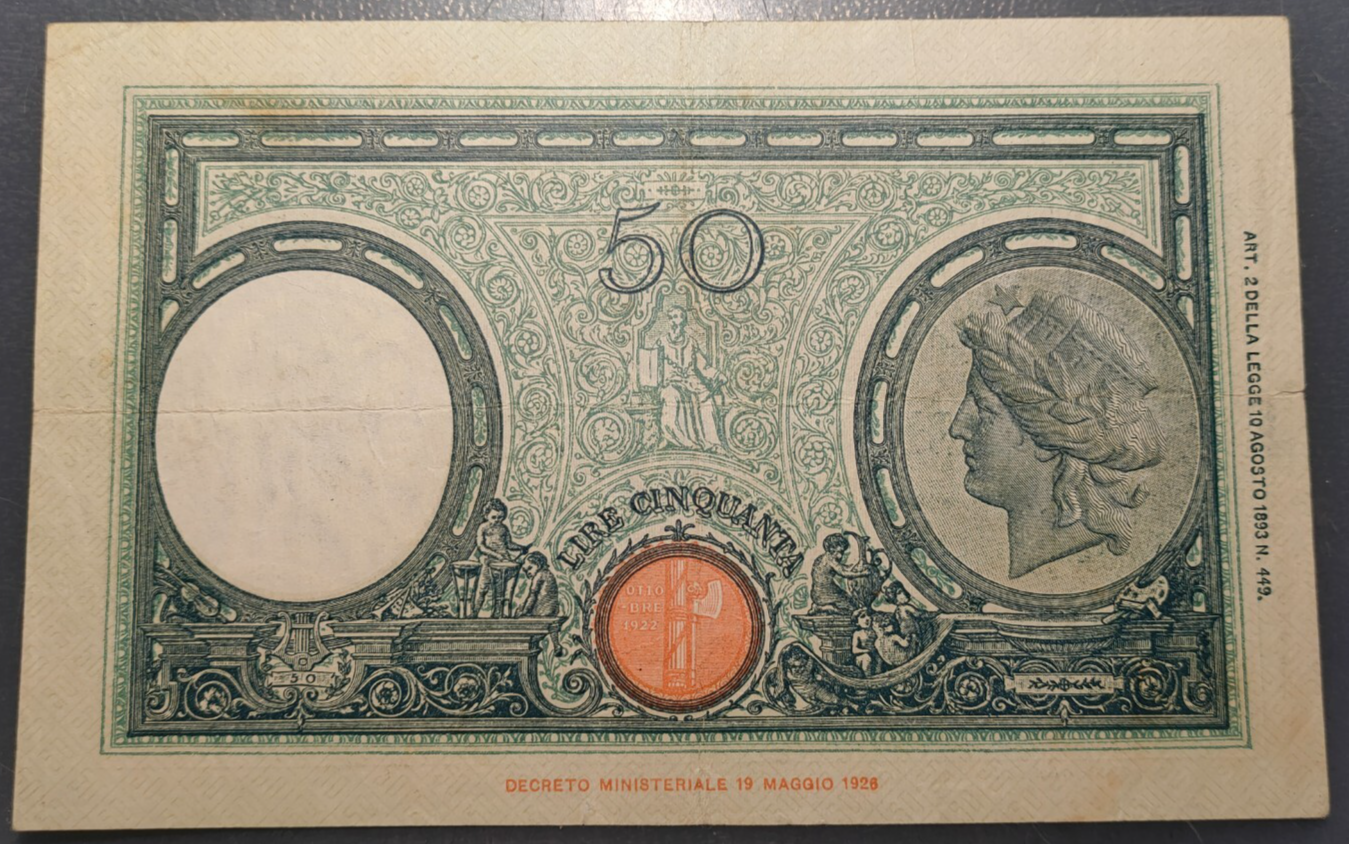 50
LIRE CINQUANTA
OTTO
-BRE
1922
50
DECRETO MINISTERIALE 19 MAGGIO 1926
ART. 2 DELLA LEGGE 10 AGOSTO 1893 N. 449.